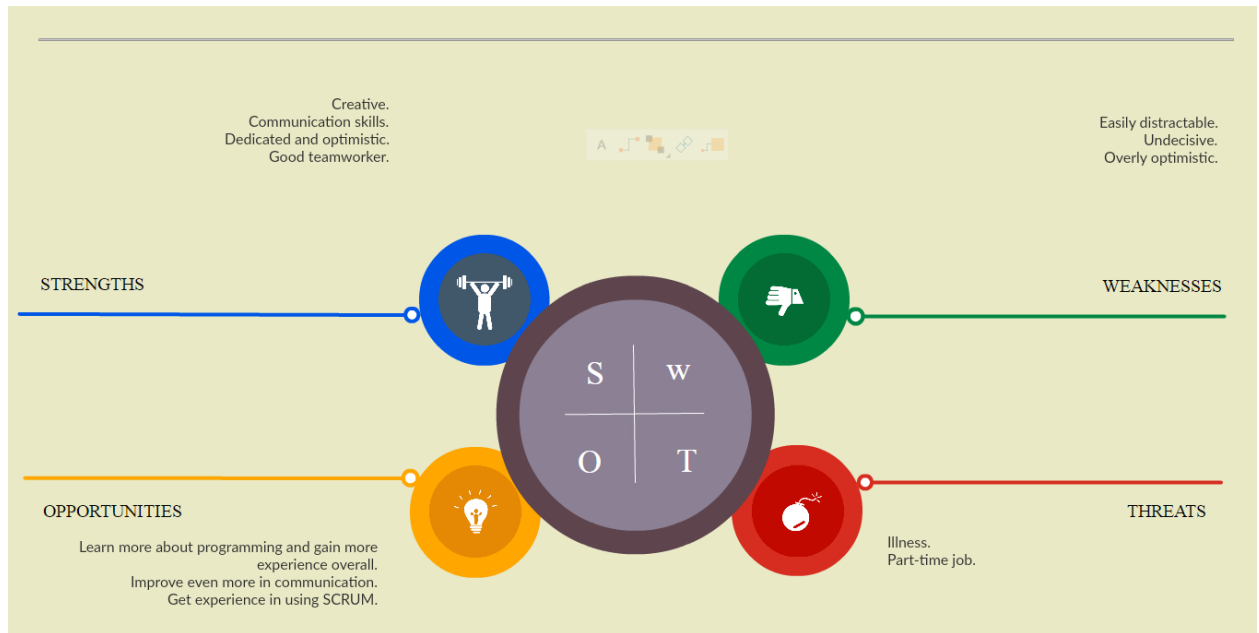 Creative.
Communication skills.
Dedicated and optimistic.
Good teamworker.
Easily distractable.
Undecisive.
Overly optimistic.
A
STRENGTHS
WEAKNESSES
S
w
O
T
OPPORTUNITIES
Learn more about programming and gain more
experience overall.
Improve even more in communication.
Get experience in using SCRUM.
THREATS
Illness.
Part-time job.